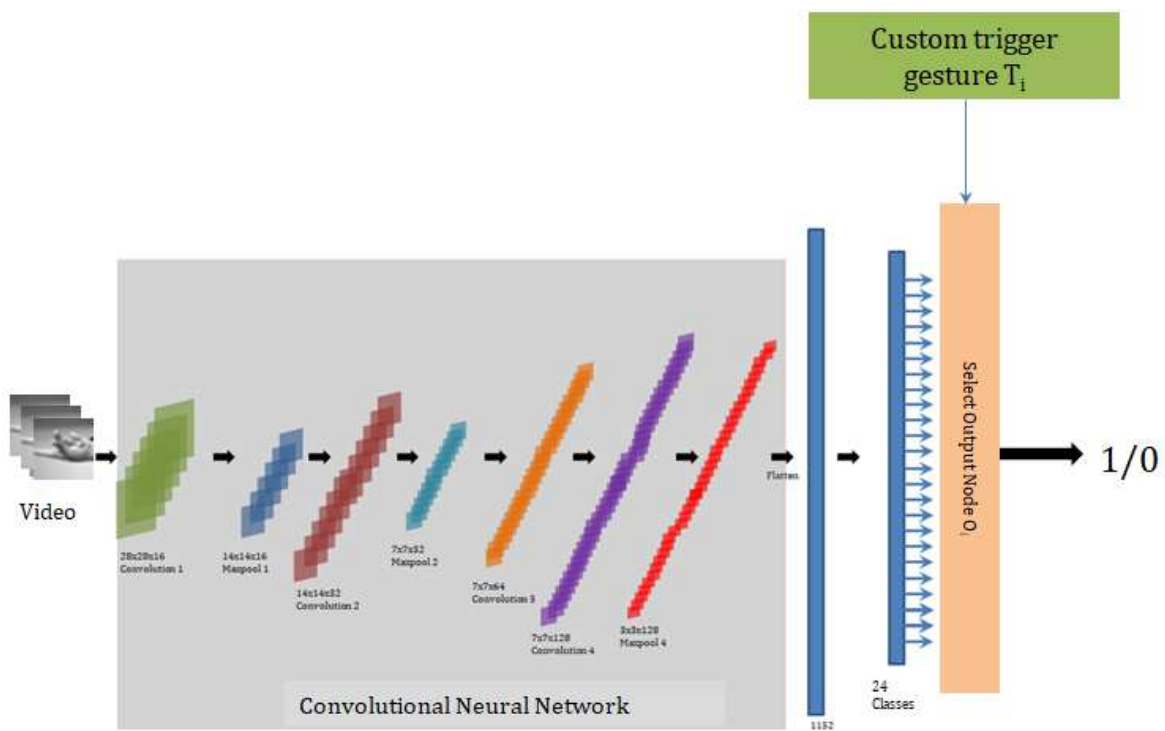 Custom trigger
gesture Tᵢ
Video
28x28x16
Convolution 1
14x14x16
Maxpool 1
14x14x32
Convolution 2
7x7x32
Maxpool 2
7x7x64
Convolution 3
7x7x128
Convolution 4
3x3x128
Maxpool 4
Flatten
1152
24
Classes
Select Output Node Oⱼ
1/0
Convolutional Neural Network